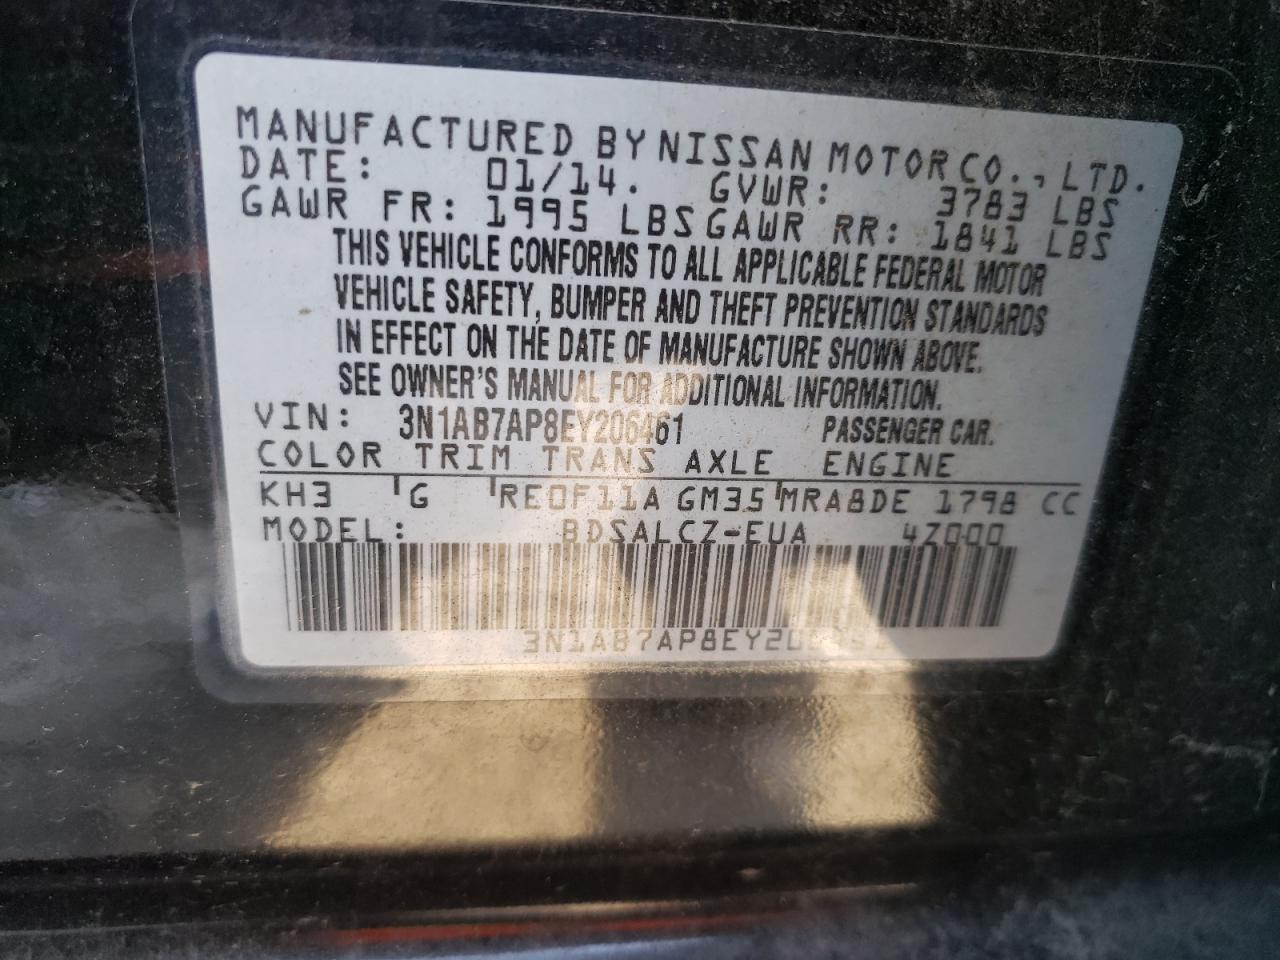 MANUFACTURED BY NISSAN MOTOR CO., LTD.
DATE: 01/14. GVWR: 3783 LBS
GAWR FR: 1995 LBS GAWR RR: 1841 LBS
THIS VEHICLE CONFORMS TO ALL APPLICABLE FEDERAL MOTOR
VEHICLE SAFETY, BUMPER AND THEFT PREVENTION STANDARDS
IN EFFECT ON THE DATE OF MANUFACTURE SHOWN ABOVE.
SEE OWNER'S MANUAL FOR ADDITIONAL INFORMATION.
VIN: 3N1AB7AP8EY206461 PASSENGER CAR.
COLOR TRIM TRANS AXLE ENGINE
KH3 G RE0F11A GM35 MRA8DE 1798 CC
MODEL: BDSALCZ-EUA 4Z000